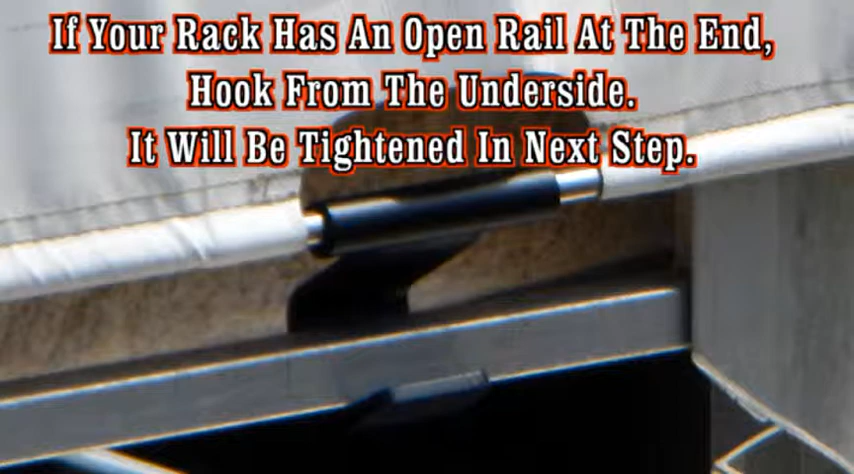 If Your Rack Has An Open Rail At The End,
Hook From The Underside.
It Will Be Tightened In Next Step.